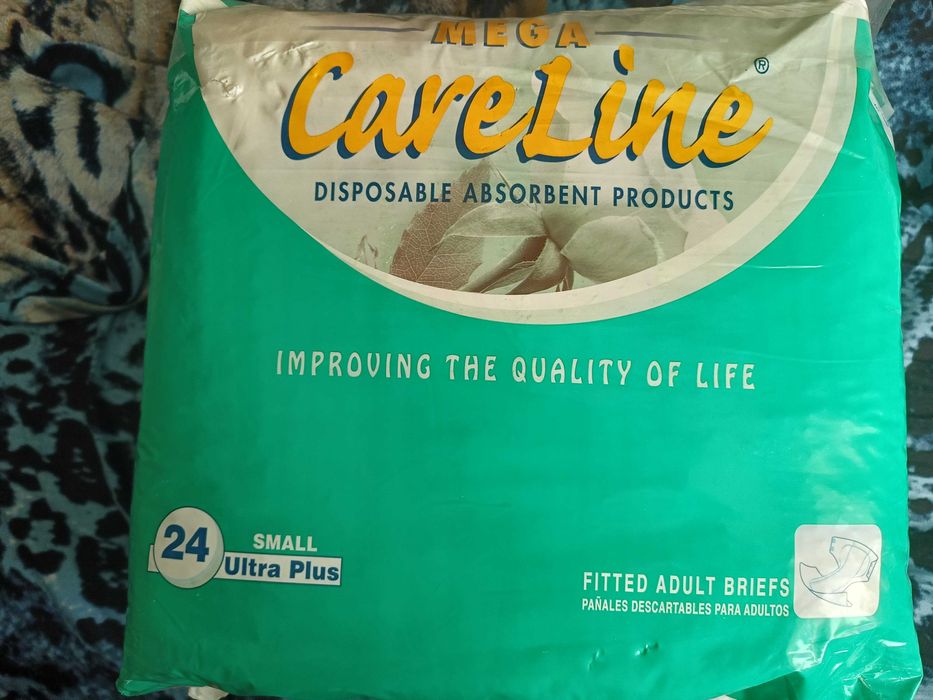 MEGA
CareLine®
DISPOSABLE ABSORBENT PRODUCTS
IMPROVING THE QUALITY OF LIFE
24
SMALL
Ultra Plus
FITTED ADULT BRIEFS
PAÑALES DESCARTABLES PARA ADULTOS